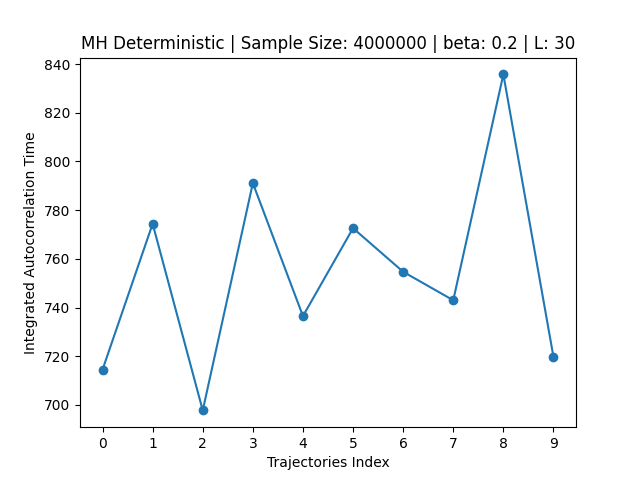 MH Deterministic | Sample Size: 4000000 | beta: 0.2 | L: 30
Integrated Autocorrelation Time
840
820
800
780
760
740
720
700
0 1 2 3 4 5 6 7 8 9
Trajectories Index